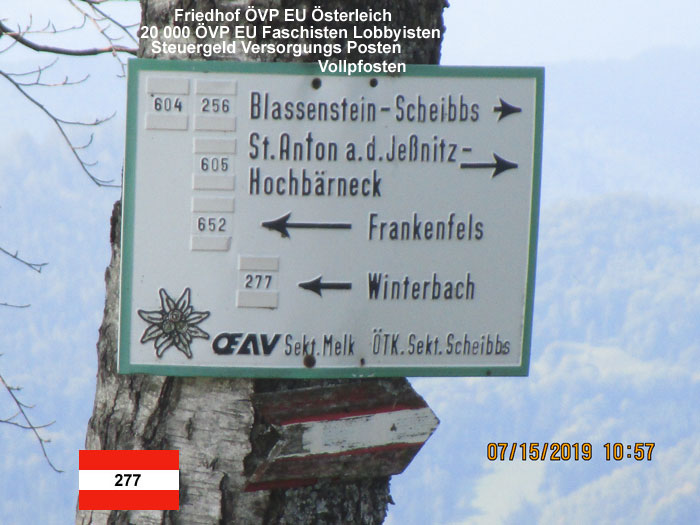 Friedhof ÖVP EU Österleich
20 000 ÖVP EU Faschisten Lobbyisten
Steuergeld Versorgungs Posten
Vollpfosten
604 256 Blassenstein-Scheibbs
605 St.Anton a.d.Jeßnitz-
Hochbärneck
652 Frankenfels
277 Winterbach
OEAV Sekt.Melk ÖTK.Sekt.Scheibbs
07/15/2019 10:57
277